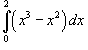 ∫₀²(x³ − x²)dx